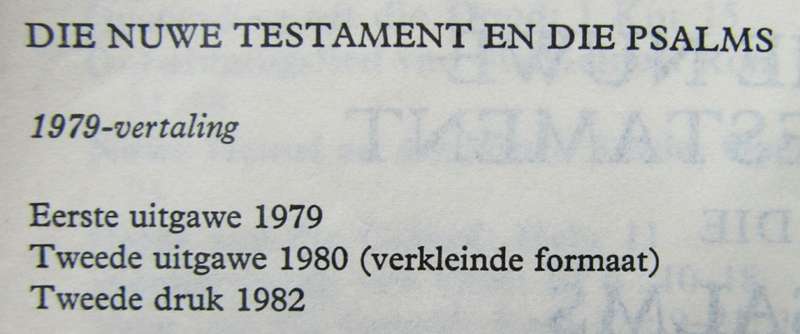 DIE NUWE TESTAMENT EN DIE PSALMS
1979-vertaling
Eerste uitgawe 1979
Tweede uitgawe 1980 (verkleinde formaat)
Tweede druk 1982